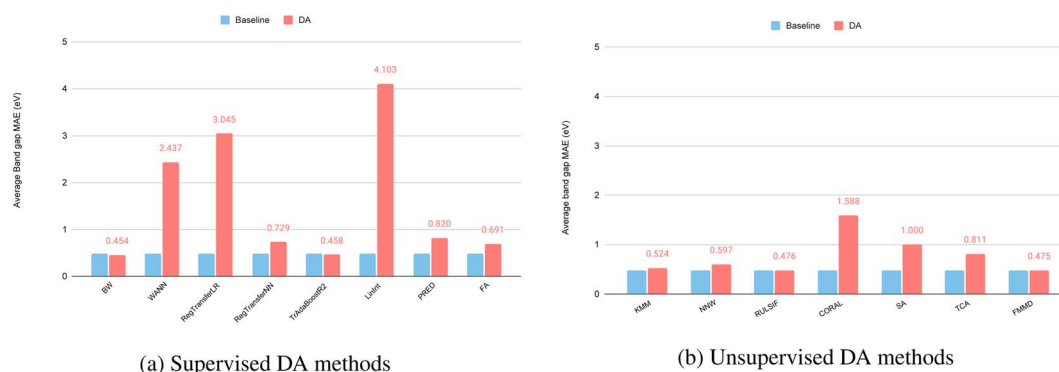 Baseline DA
Average Band gap MAE (eV)
5
4
3
2
1
0
0.454
2.437
3.045
0.729
0.458
4.103
0.820
0.691
BW
WANN
RegTransferLR
RegTransferNN
TrAdaBoostR2
LinInt
PRED
FA
(a) Supervised DA methods
Baseline DA
Average band gap MAE (eV)
5
4
3
2
1
0
0.524
0.597
0.476
1.588
1.000
0.811
0.475
KMM
NNW
RULSIF
CORAL
SA
TCA
FMMD
(b) Unsupervised DA methods